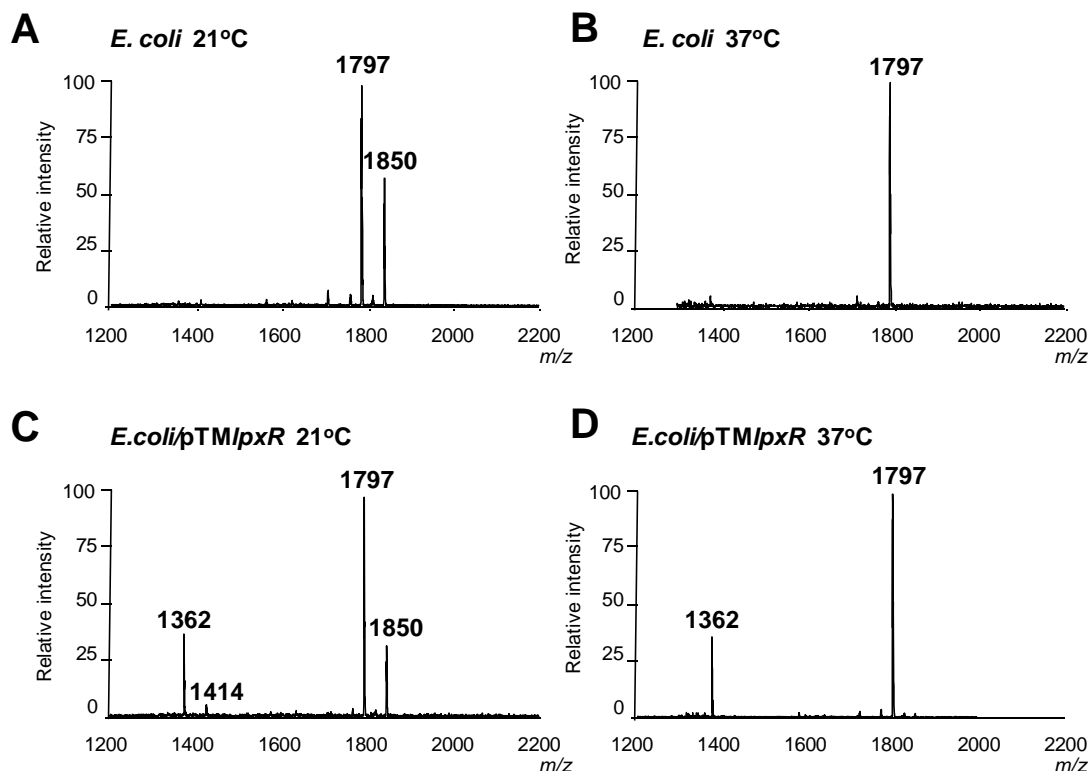 A
E. coli 21°C
Relative intensity
100
75
50
25
0
1797
1850
1200 1400 1600 1800 2000 2200
m/z
B
E. coli 37°C
Relative intensity
100
75
50
25
0
1797
1200 1400 1600 1800 2000 2200
m/z
C
E.coli/pTMlpxR 21°C
Relative intensity
100
75
50
25
0
1362
1414
1797
1850
1200 1400 1600 1800 2000 2200
m/z
D
E.coli/pTMlpxR 37°C
Relative intensity
100
75
50
25
0
1362
1797
1200 1400 1600 1800 2000 2200
m/z